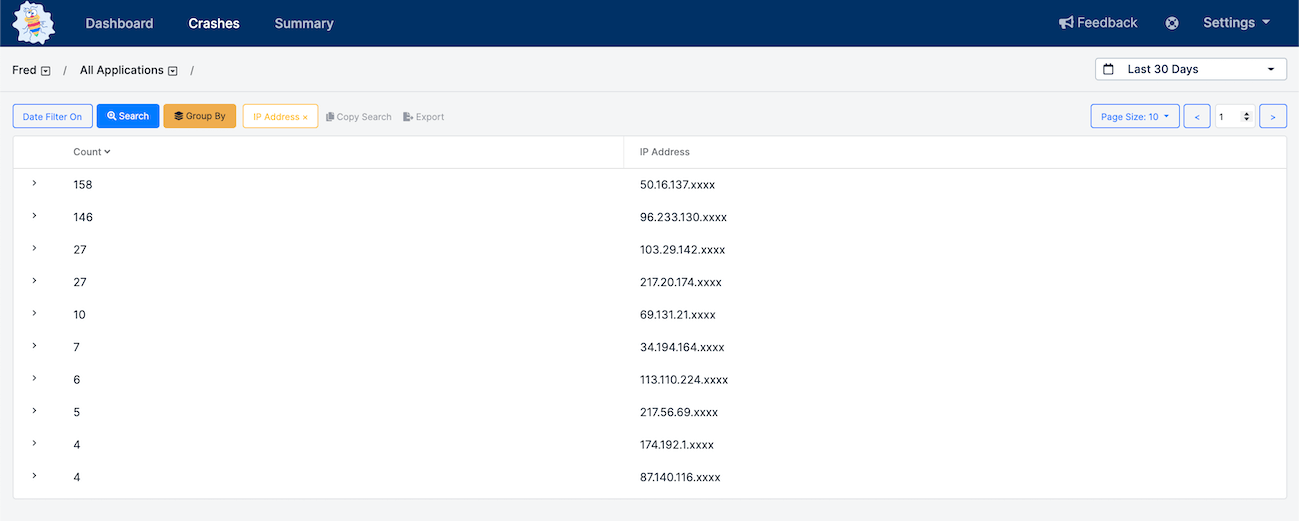 Dashboard Crashes Summary Feedback Settings
Fred / All Applications / Last 30 Days
Date Filter On Search Group By IP Address × Copy Search Export Page Size: 10 < 1 >
Count IP Address
158 50.16.137.xxxx
146 96.233.130.xxxx
27 103.29.142.xxxx
27 217.20.174.xxxx
10 69.131.21.xxxx
7 34.194.164.xxxx
6 113.110.224.xxxx
5 217.56.69.xxxx
4 174.192.1.xxxx
4 87.140.116.xxxx